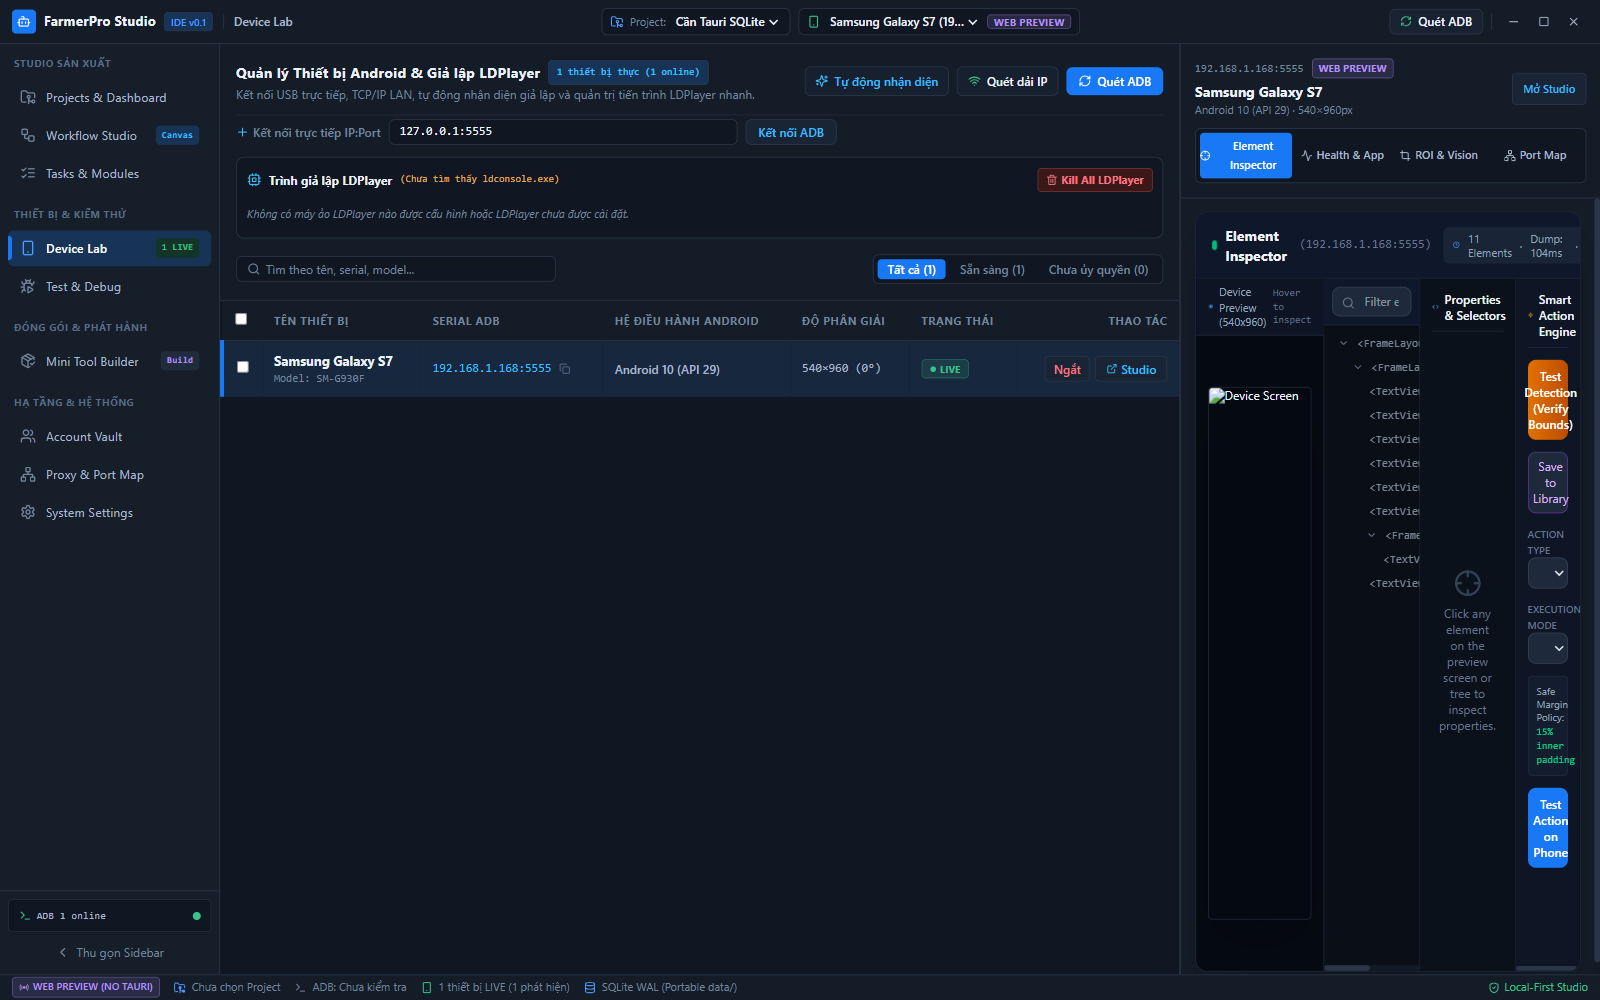 FarmerPro Studio IDE v0.1 Device Lab
Project: Cần Tauri SQLite
Samsung Galaxy S7 (19... WEB PREVIEW
Quét ADB
STUDIO SẢN XUẤT
Projects & Dashboard
Workflow Studio Canvas
Tasks & Modules
THIẾT BỊ & KIỂM THỬ
Device Lab 1 LIVE
Test & Debug
ĐÓNG GÓI & PHÁT HÀNH
Mini Tool Builder Build
HẠ TẦNG & HỆ THỐNG
Account Vault
Proxy & Port Map
System Settings
ADB 1 online
Thu gọn Sidebar
Quản lý Thiết bị Android & Giả lập LDPlayer 1 thiết bị thực (1 online)
Kết nối USB trực tiếp, TCP/IP LAN, tự động nhận diện giả lập và quản trị tiến trình LDPlayer nhanh.
Tự động nhận diện
Quét dải IP
Quét ADB
Kết nối trực tiếp IP:Port 127.0.0.1:5555 Kết nối ADB
Trình giả lập LDPlayer (Chưa tìm thấy ldconsole.exe)
Kill All LDPlayer
Không có máy ảo LDPlayer nào được cấu hình hoặc LDPlayer chưa được cài đặt.
Tìm theo tên, serial, model...
Tất cả (1) Sẵn sàng (1) Chưa ủy quyền (0)
TÊN THIẾT BỊ SERIAL ADB HỆ ĐIỀU HÀNH ANDROID ĐỘ PHÂN GIẢI TRẠNG THÁI THAO TÁC
Samsung Galaxy S7
Model: SM-G930F
192.168.1.168:5555
Android 10 (API 29)
540×960 (0°)
LIVE
Ngắt
Studio
192.168.1.168:5555 WEB PREVIEW
Samsung Galaxy S7
Android 10 (API 29) · 540×960px
Mở Studio
Element
Inspector
Health & App
ROI & Vision
Port Map
Element
Inspector
(192.168.1.168:5555)
11
Elements
·
Dump:
104ms
·
Device
Preview
(540x960)
Hover
to
inspect
Device Screen
Filter e
<FrameLayou
<FrameLa
<TextView
<TextView
<TextView
<TextView
<TextView
<TextView
<Frame
<TextV
<TextView
Properties
& Selectors
Click any
element
on the
preview
screen or
tree to
inspect
properties.
Smart
Action
Engine
Test
Detection
(Verify
Bounds)
Save
to
Library
ACTION
TYPE
EXECUTION
MODE
Safe
Margin
Policy:
15%
inner
padding
Test
Action
on
Phone
WEB PREVIEW (NO TAURI)
Chưa chọn Project
ADB: Chưa kiểm tra
1 thiết bị LIVE (1 phát hiện)
SQLite WAL (Portable data/)
Local-First Studio